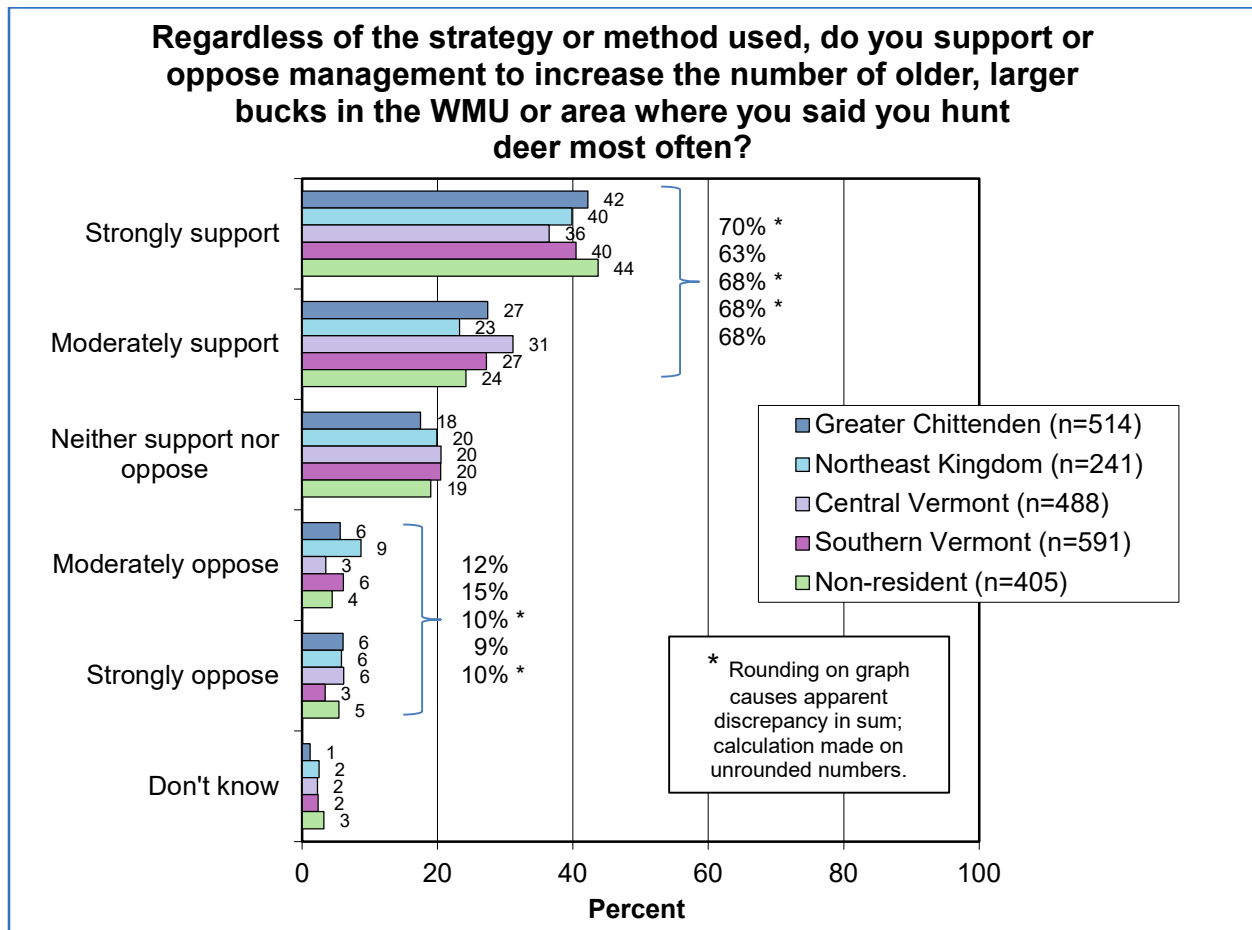 Regardless of the strategy or method used, do you support or
oppose management to increase the number of older, larger
bucks in the WMU or area where you said you hunt
deer most often?
Strongly support
42
40
36
40
44
70% *
63%
68% *
68% *
68%
Moderately support
27
23
31
27
24
Neither support nor
oppose
18
20
20
20
19
Moderately oppose
6
9
3
6
4
12%
15%
10% *
9%
10% *
Strongly oppose
6
6
6
3
5
Don't know
1
2
2
2
3
Greater Chittenden (n=514)
Northeast Kingdom (n=241)
Central Vermont (n=488)
Southern Vermont (n=591)
Non-resident (n=405)
* Rounding on graph
causes apparent
discrepancy in sum;
calculation made on
unrounded numbers.
0 20 40 60 80 100
Percent